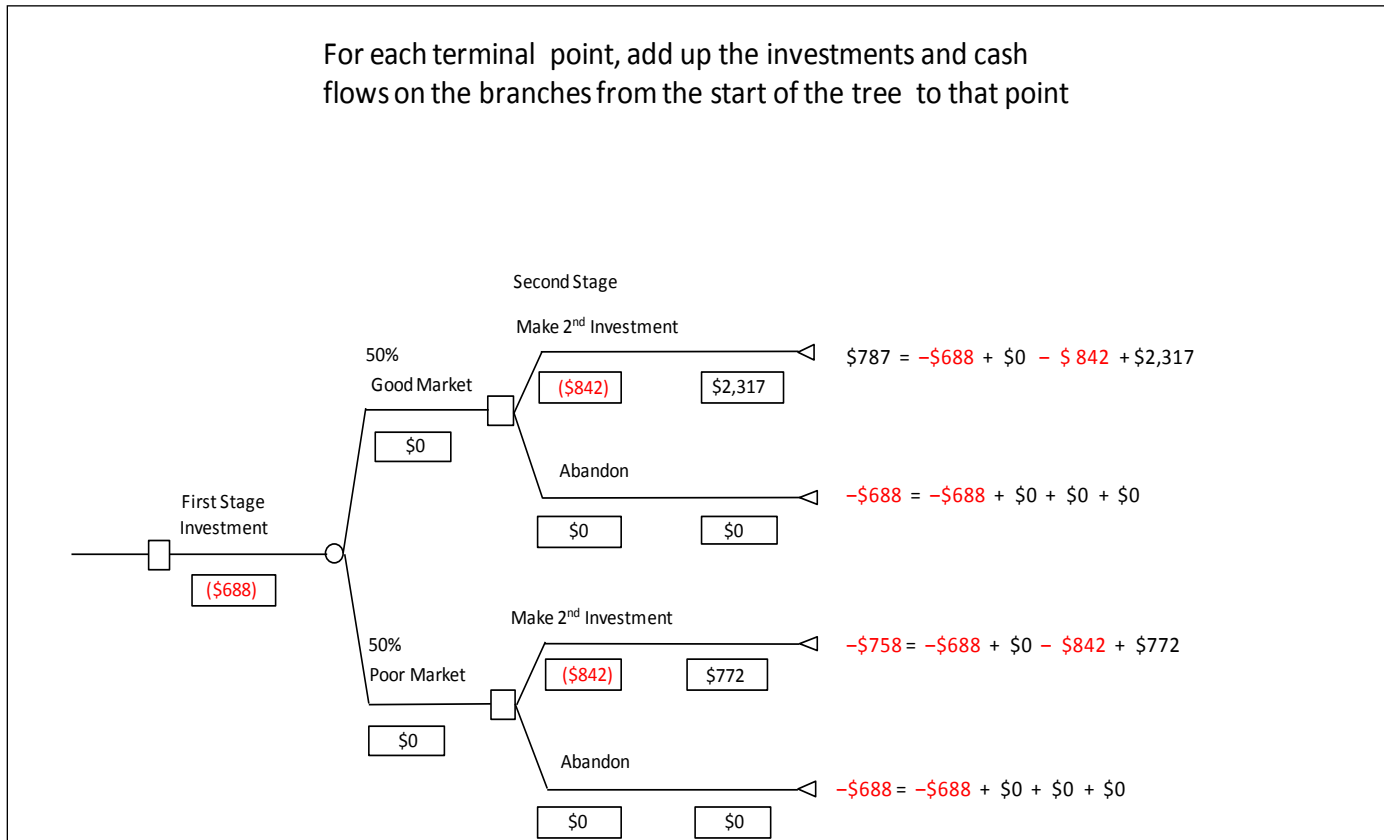 For each terminal point, add up the investments and cash
flows on the branches from the start of the tree to that point
Second Stage
Make 2nd Investment
50%
Good Market
($842)
$2,317
$787 = –$688 + $0 – $ 842 + $2,317
$0
Abandon
$0
$0
–$688 = –$688 + $0 + $0 + $0
First Stage
Investment
($688)
Make 2nd Investment
50%
Poor Market
($842)
$772
–$758 = –$688 + $0 – $842 + $772
$0
Abandon
$0
$0
–$688 = –$688 + $0 + $0 + $0